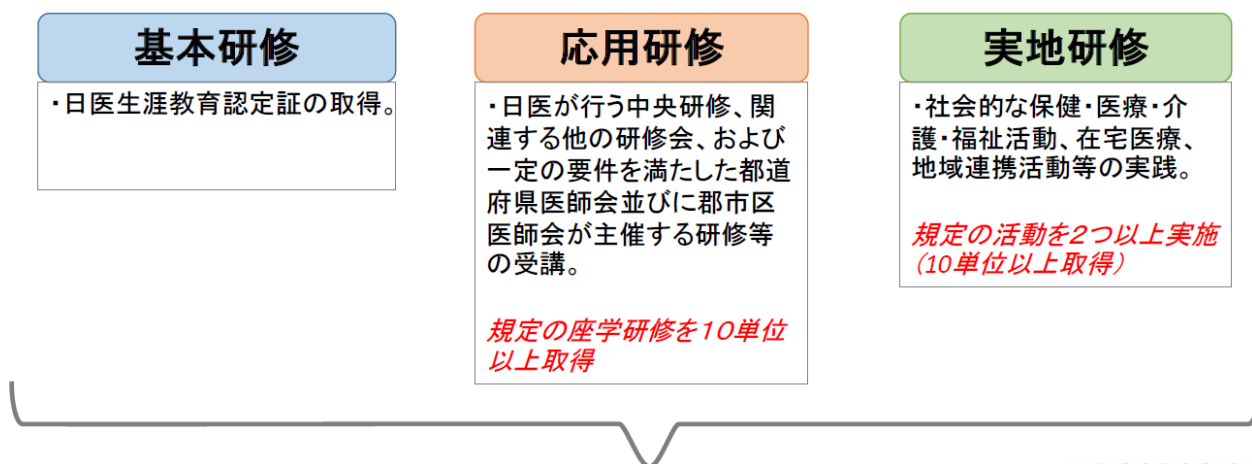 基本研修
・日医生涯教育認定証の取得。
応用研修
・日医が行う中央研修、関
連する他の研修会、および
一定の要件を満たした都道
府県医師会並びに郡市区
医師会が主催する研修等
の受講。
規定の座学研修を１０単位
以上取得
実地研修
・社会的な保健・医療・介
護・福祉活動、在宅医療、
地域連携活動等の実践。
規定の活動を２つ以上実施
（10単位以上取得）